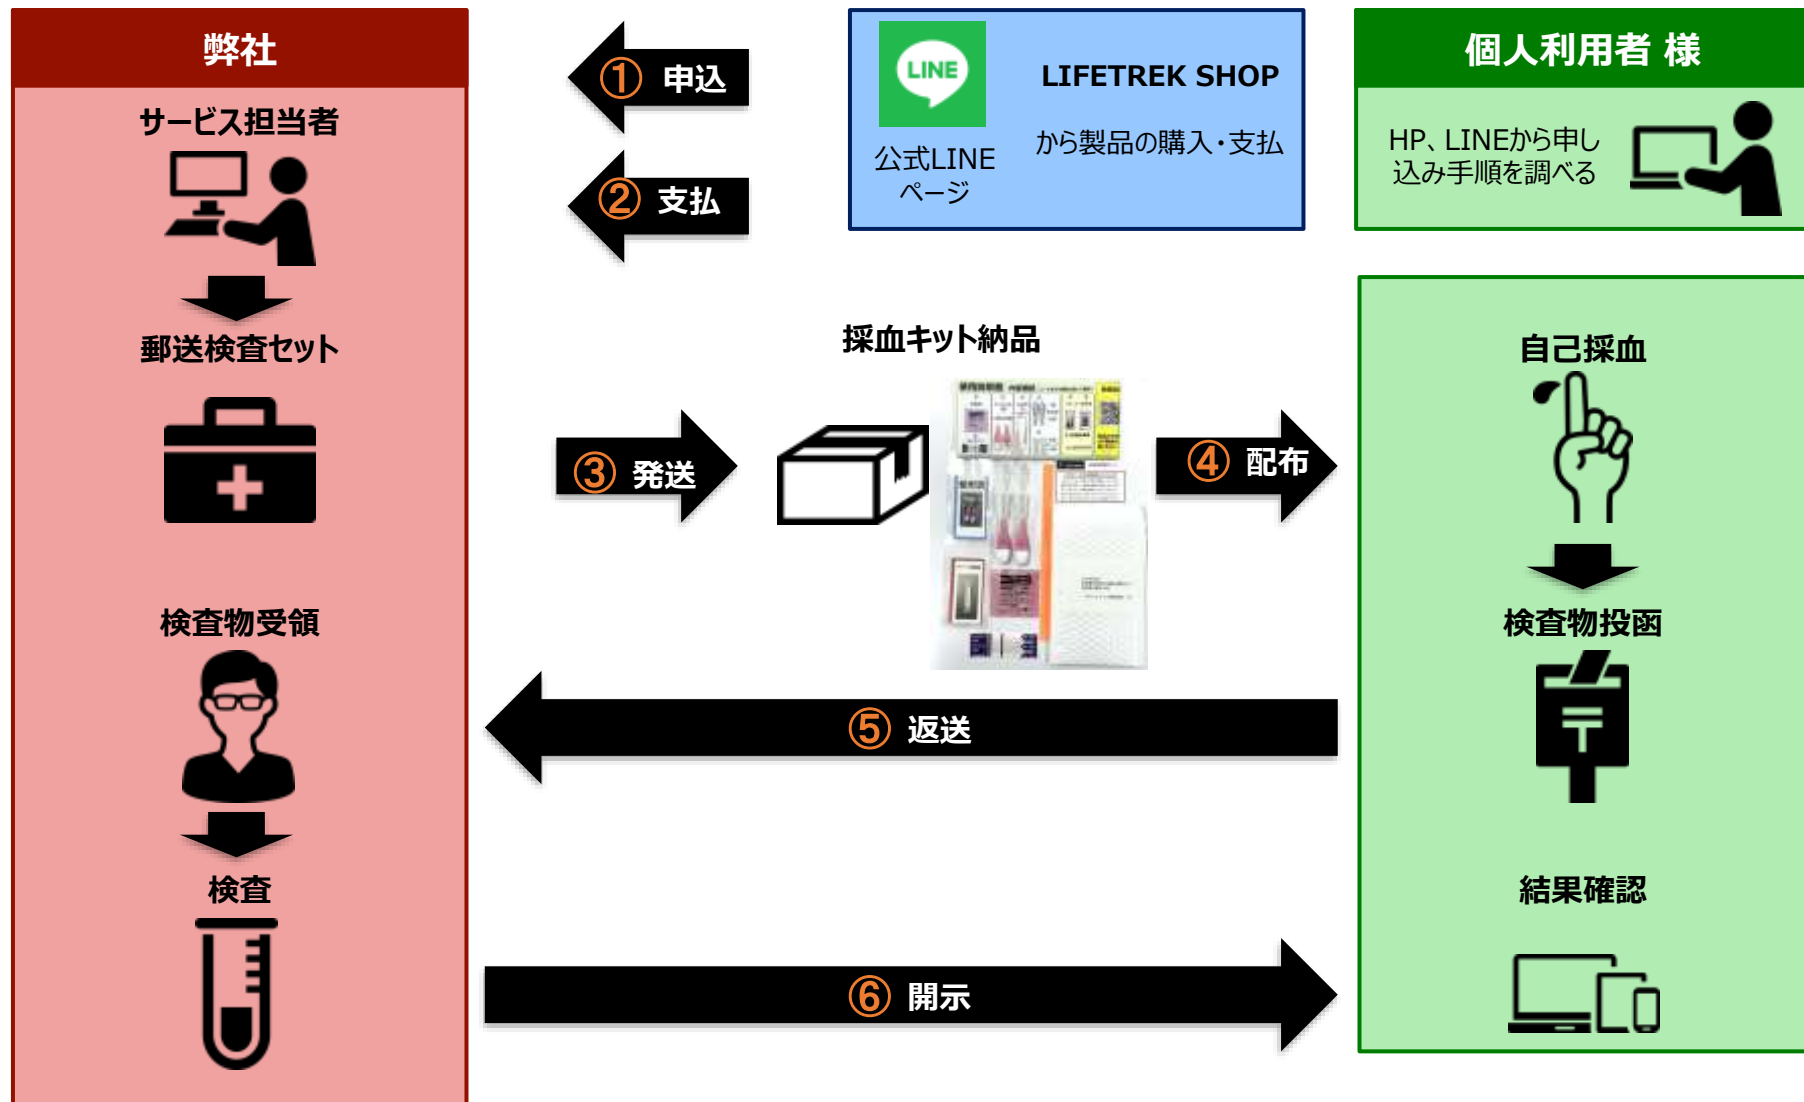 弊社
サービス担当者
郵送検査セット
検査物受領
検査
① 申込
② 支払
LINE
公式LINE
ページ
LIFETREK SHOP
から製品の購入・支払
個人利用者 様
HP、LINEから申し
込み手順を調べる
採血キット納品
③ 発送
④ 配布
自己採血
検査物投函
⑤ 返送
結果確認
⑥ 開示